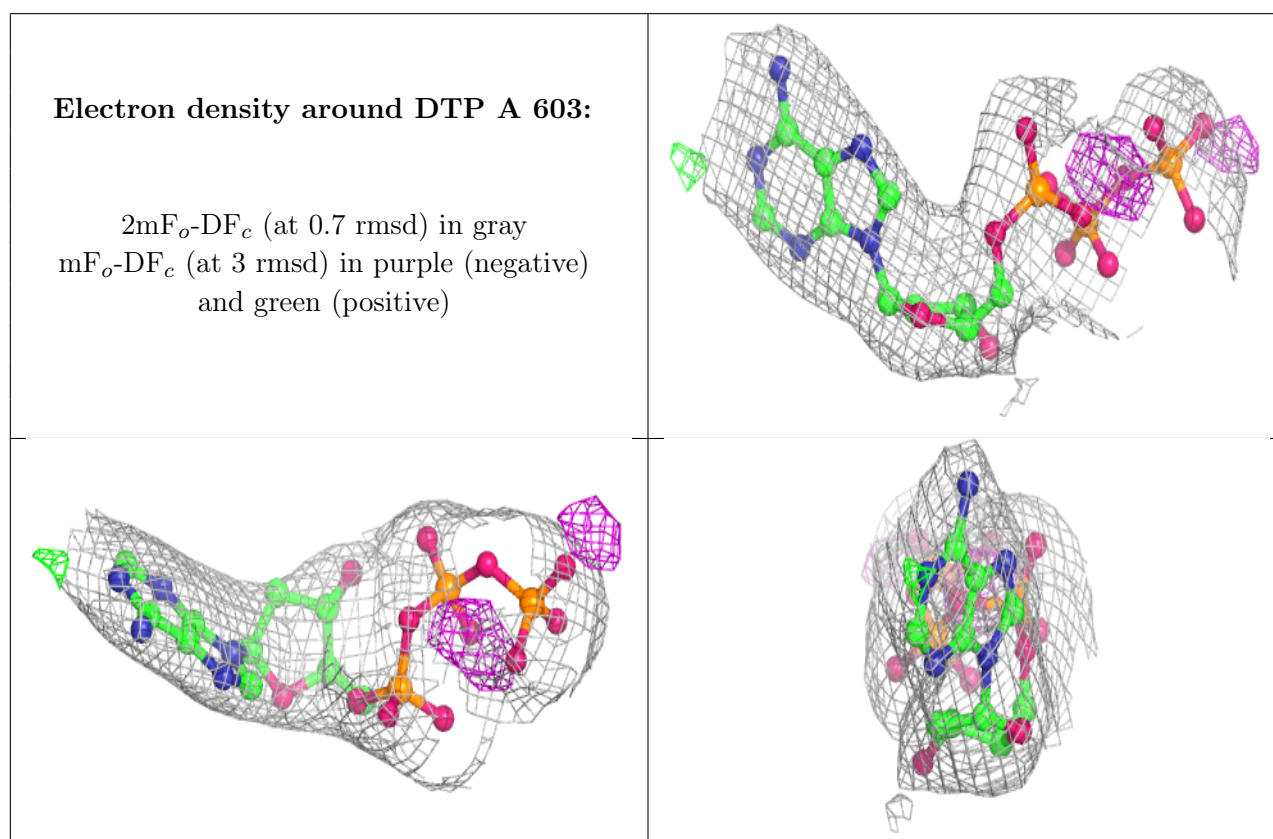 Electron density around DTP A 603:
2mFo-DFc (at 0.7 rmsd) in gray
mFo-DFc (at 3 rmsd) in purple (negative)
and green (positive)